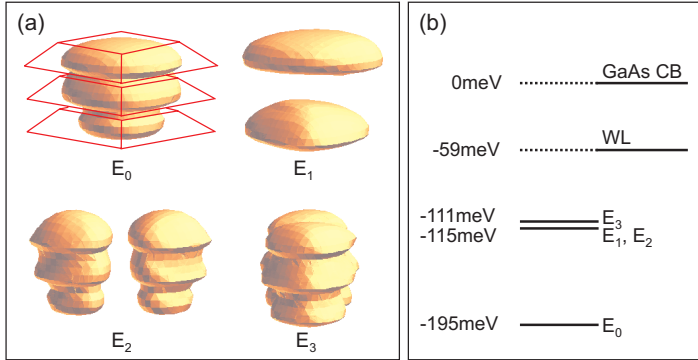 (a)
E0
E1
E2
E3
(b)
0meV
GaAs CB
-59meV
WL
-111meV
E3
-115meV
E1, E2
-195meV
E0